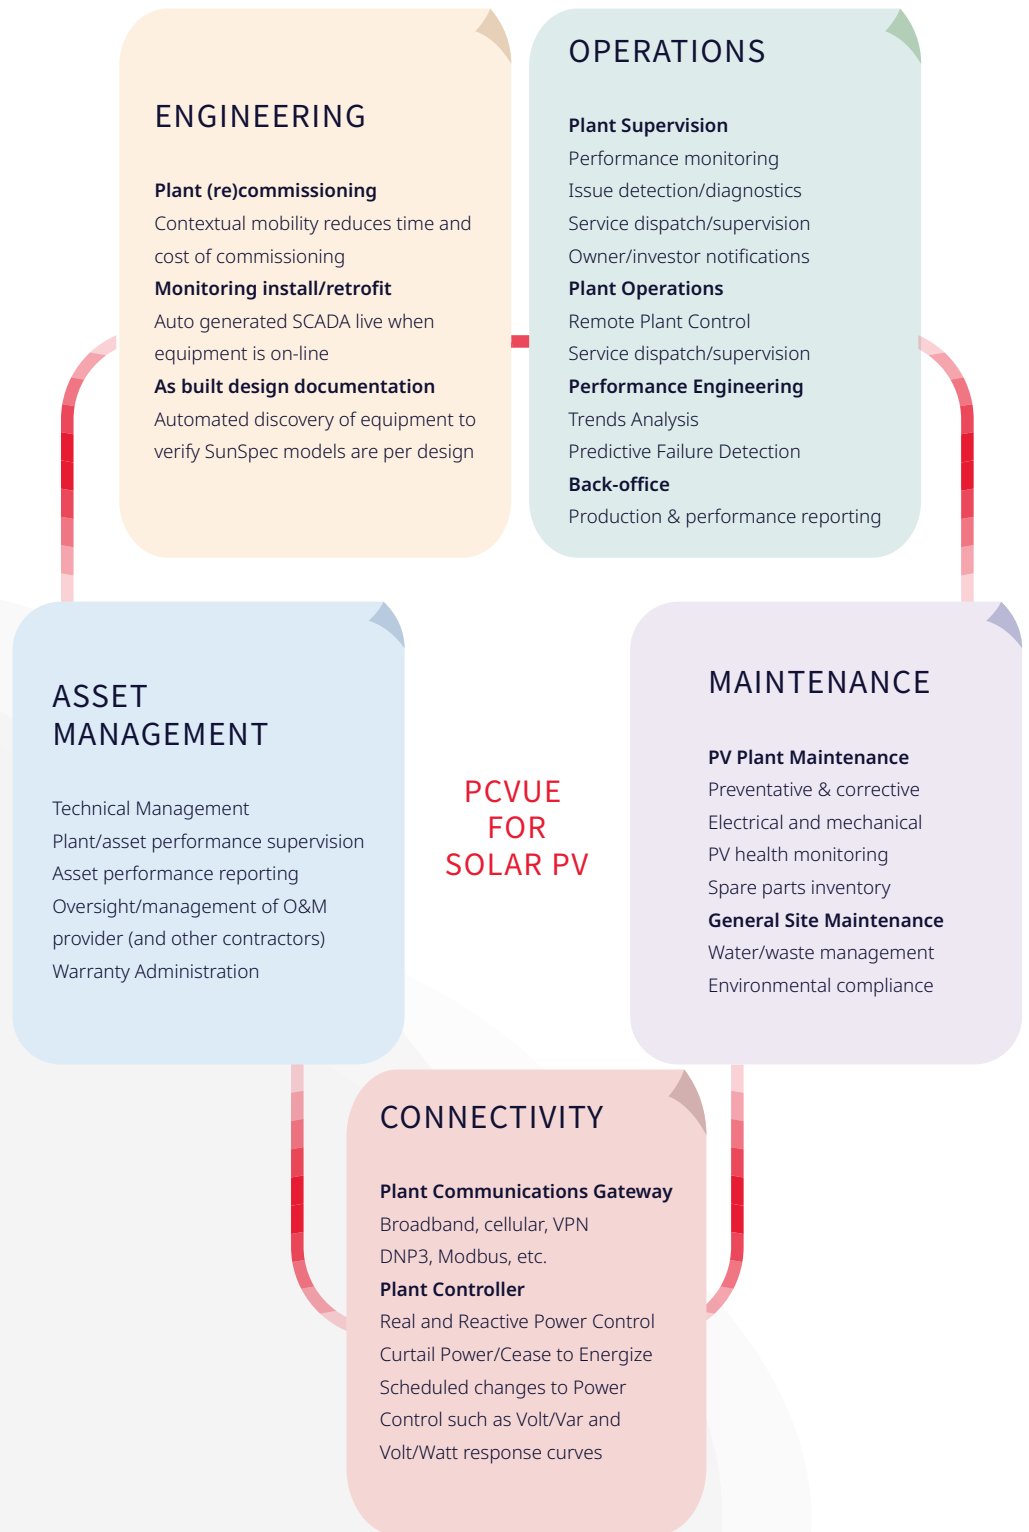 ENGINEERING
Plant (re)commissioning
Contextual mobility reduces time and
cost of commissioning
Monitoring install/retrofit
Auto generated SCADA live when
equipment is on-line
As built design documentation
Automated discovery of equipment to
verify SunSpec models are per design
OPERATIONS
Plant Supervision
Performance monitoring
Issue detection/diagnostics
Service dispatch/supervision
Owner/investor notifications
Plant Operations
Remote Plant Control
Service dispatch/supervision
Performance Engineering
Trends Analysis
Predictive Failure Detection
Back-office
Production & performance reporting
ASSET
MANAGEMENT
Technical Management
Plant/asset performance supervision
Asset performance reporting
Oversight/management of O&M
provider (and other contractors)
Warranty Administration
PCVUE
FOR
SOLAR PV
MAINTENANCE
PV Plant Maintenance
Preventative & corrective
Electrical and mechanical
PV health monitoring
Spare parts inventory
General Site Maintenance
Water/waste management
Environmental compliance
CONNECTIVITY
Plant Communications Gateway
Broadband, cellular, VPN
DNP3, Modbus, etc.
Plant Controller
Real and Reactive Power Control
Curtail Power/Cease to Energize
Scheduled changes to Power
Control such as Volt/Var and
Volt/Watt response curves